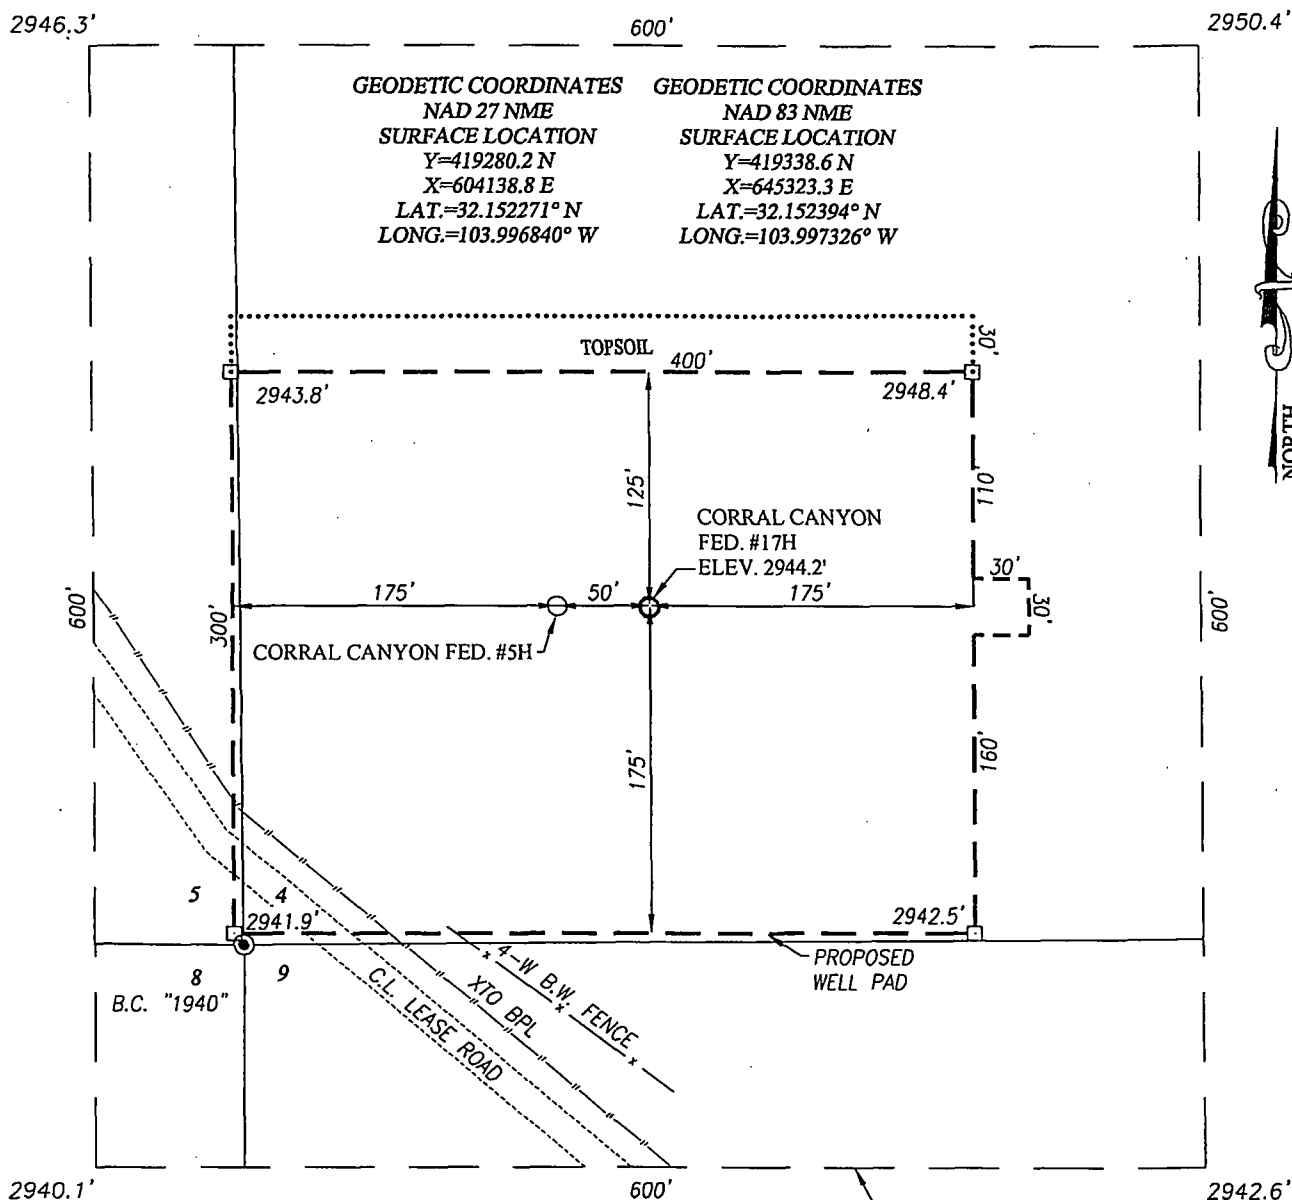 2946.3'
600'
2950.4'
GEODETIC COORDINATES
NAD 27 NME
SURFACE LOCATION
Y=419280.2 N
X=604138.8 E
LAT.=32.152271° N
LONG.=103.996840° W
GEODETIC COORDINATES
NAD 83 NME
SURFACE LOCATION
Y=419338.6 N
X=645323.3 E
LAT.=32.152394° N
LONG.=103.997326° W
NORTH
TOPSOIL
30'
400'
2943.8'
2948.4'
125'
110'
CORRAL CANYON
FED. #17H
ELEV. 2944.2'
175'
50'
175'
30'
30'
600'
300'
600'
CORRAL CANYON FED. #5H
175'
160'
5
4
2941.9'
2942.5'
8
9
B.C. "1940"
PROPOSED
WELL PAD
4-W B.W. FENCE
XTO BPL
C.L. LEASE ROAD
2940.1'
600'
2942.6'